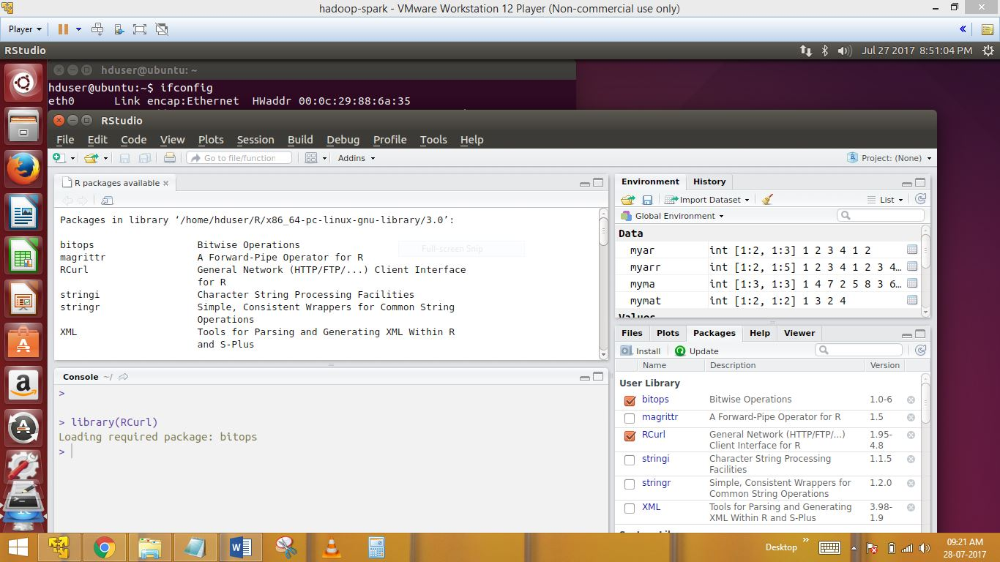 hadoop-spark - VMware Workstation 12 Player (Non-commercial use only)
Player
RStudio
Jul 27 2017 8:51:04 PM
hduser@ubuntu: ~
hduser@ubuntu:~$ ifconfig
eth0 Link encap:Ethernet HWaddr 00:0c:29:88:6a:35
RStudio
File Edit Code View Plots Session Build Debug Profile Tools Help
Go to file/function Addins Project: (None)
R packages available
Packages in library ‘/home/hduser/R/x86_64-pc-linux-gnu-library/3.0’:
bitops Bitwise Operations
magrittr A Forward-Pipe Operator for R
RCurl General Network (HTTP/FTP/...) Client Interface
for R
stringi Character String Processing Facilities
stringr Simple, Consistent Wrappers for Common String
Operations
XML Tools for Parsing and Generating XML Within R
and S-Plus
Full-screen Snip
Console ~/
>
> library(RCurl)
Loading required package: bitops
>
Environment History
Import Dataset List
Global Environment
Data
myar int [1:2, 1:3] 1 2 3 4 1 2
myarr int [1:2, 1:5] 1 2 3 4 1 2 3 4…
myma int [1:3, 1:3] 1 4 7 2 5 8 3 6…
mymat int [1:2, 1:2] 1 3 2 4
Values
Files Plots Packages Help Viewer
Install Update
Name Description Version
User Library
bitops Bitwise Operations 1.0-6
magrittr A Forward-Pipe Operator for R 1.5
RCurl General Network (HTTP/FTP/...) 1.95-
Client Interface for R 4.8
stringi Character String Processing 1.1.5
Facilities
stringr Simple, Consistent Wrappers for 1.2.0
Common String Operations
XML Tools for Parsing and Generating 3.98-
XML Within R and S-Plus 1.9
Desktop
09:21 AM
28-07-2017